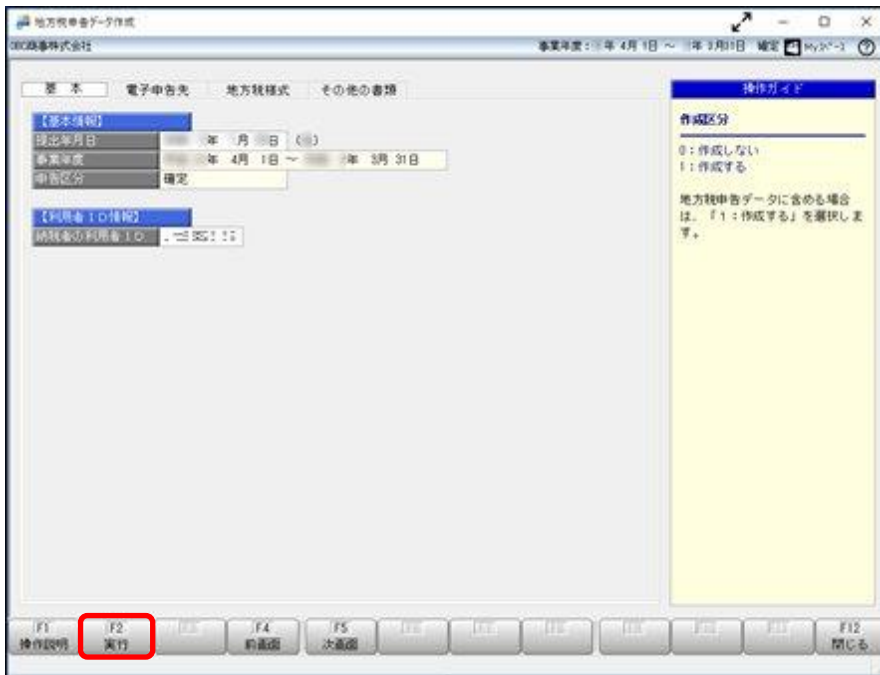 地方税申告データ作成
OBC商事株式会社
事業年度： 年 4月 1日 ～ 年 3月31日 確定 Myスペース
基 本 電子申告先 地方税様式 その他の書類
【基本情報】
提出年月日 年 月 日 ( )
事業年度 年 4月 1日 ～ 年 3月 31日
申告区分 確定
【利用者ＩＤ情報】
納税者の利用者ＩＤ
操作ガイド
作成区分
0：作成しない
1：作成する
地方税申告データに含める場合
は、「1：作成する」を選択しま
す。
F1 F2 F4 F5 F12
操作説明 実行 前画面 次画面 閉じる